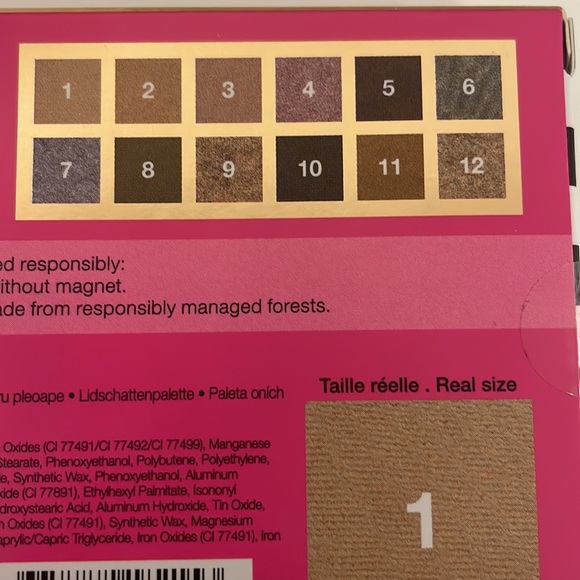 1 2 3 4 5 6
7 8 9 10 11 12
ed responsibly:
ithout magnet.
ade from responsibly managed forests.
ru pleoape • Lidschattenpalette • Paleta oních
Taille réelle . Real size
Oxides (CI 77491/CI 77492/CI 77499), Manganese
Stearate, Phenoxyethanol, Polybutene, Polyethylene,
e, Synthetic Wax, Phenoxyethanol, Aluminum
xide (CI 77891), Ethylhexyl Palmitate, Isononyl
droxystearic Acid, Aluminum Hydroxide, Tin Oxide,
n Oxides (CI 77491), Synthetic Wax, Magnesium
aprylic/Capric Triglyceride, Iron Oxides (CI 77491), Iron
1